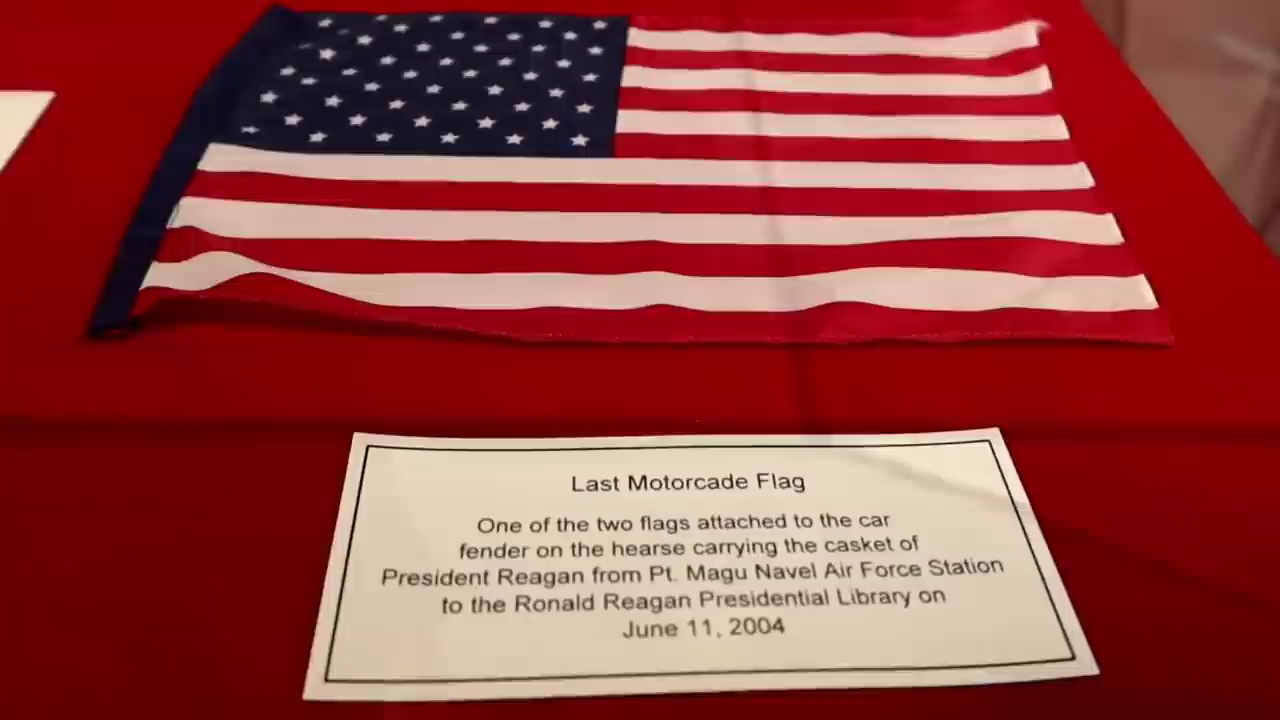 Last Motorcade Flag
One of the two flags attached to the car
fender on the hearse carrying the casket of
President Reagan from Pt. Magu Navel Air Force Station
to the Ronald Reagan Presidential Library on
June 11, 2004